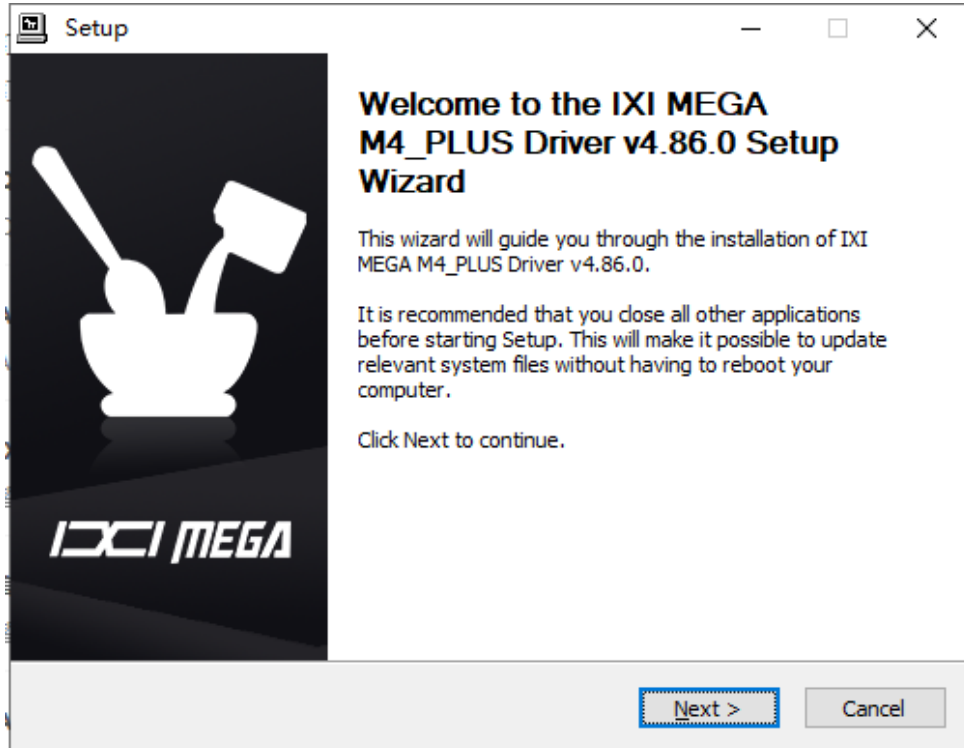 Setup
Welcome to the IXI MEGA
M4_PLUS Driver v4.86.0 Setup
Wizard
This wizard will guide you through the installation of IXI
MEGA M4_PLUS Driver v4.86.0.
It is recommended that you close all other applications
before starting Setup. This will make it possible to update
relevant system files without having to reboot your
computer.
Click Next to continue.
IXI MEGA
Next >
Cancel